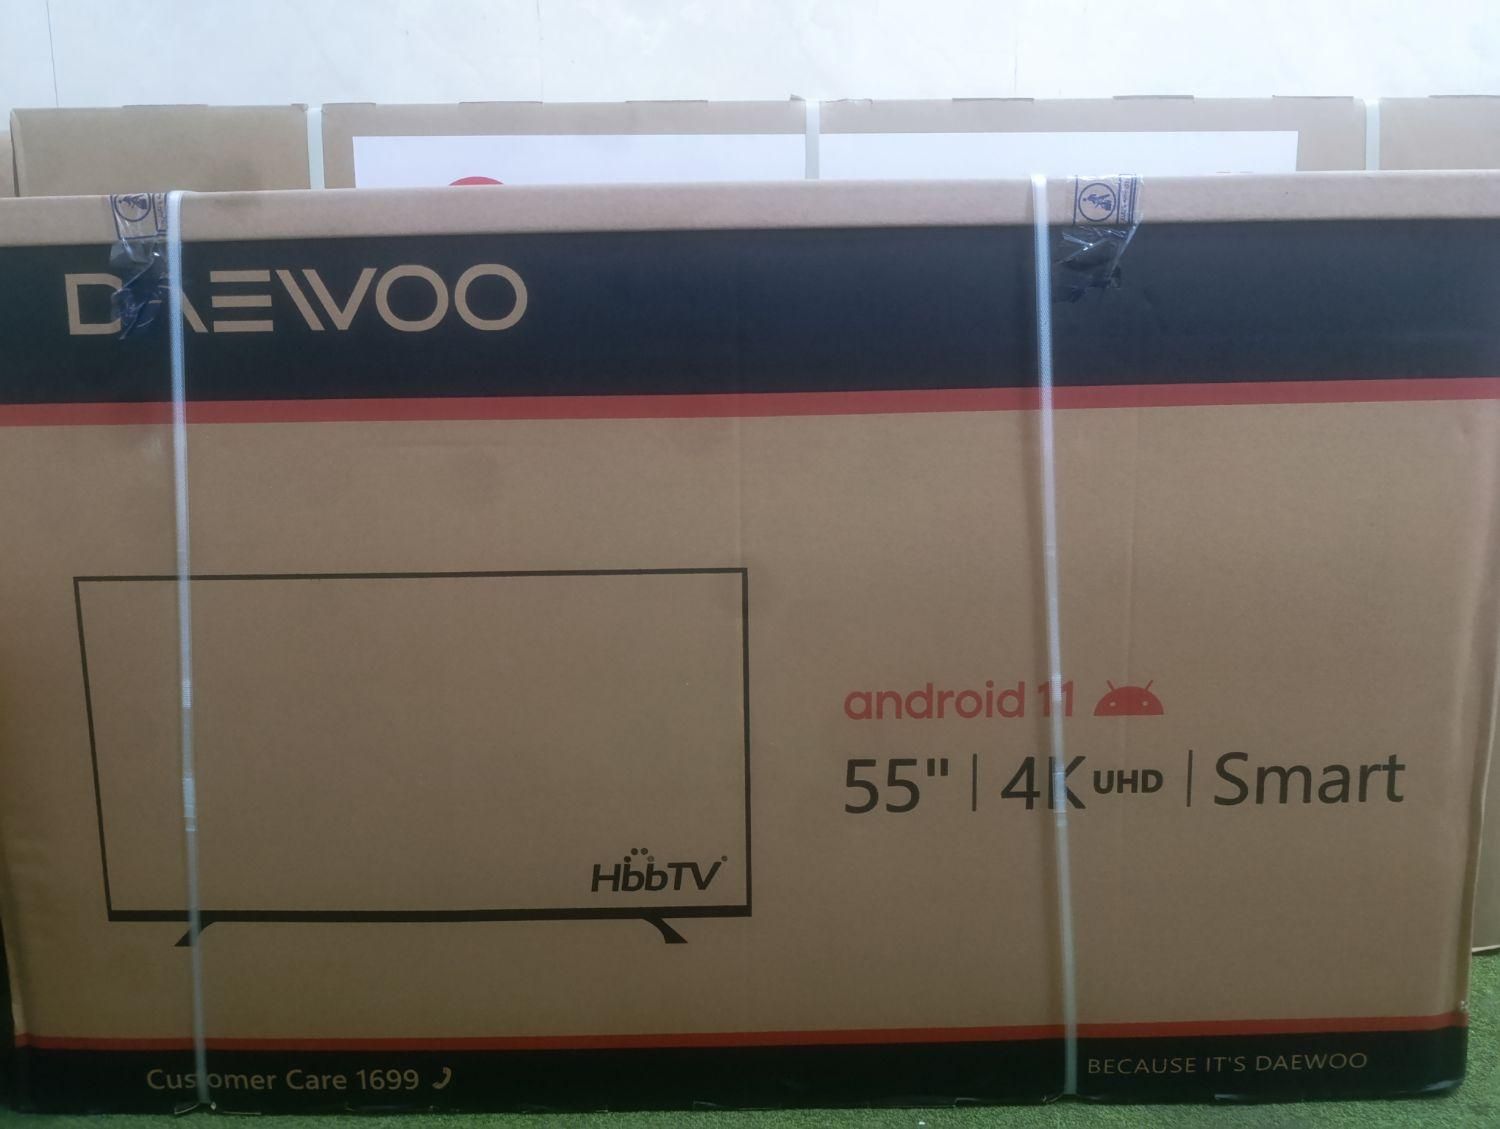 DAEWOO
android 11
55" | 4K UHD | Smart
HbbTV
Customer Care 1699
BECAUSE IT'S DAEWOO